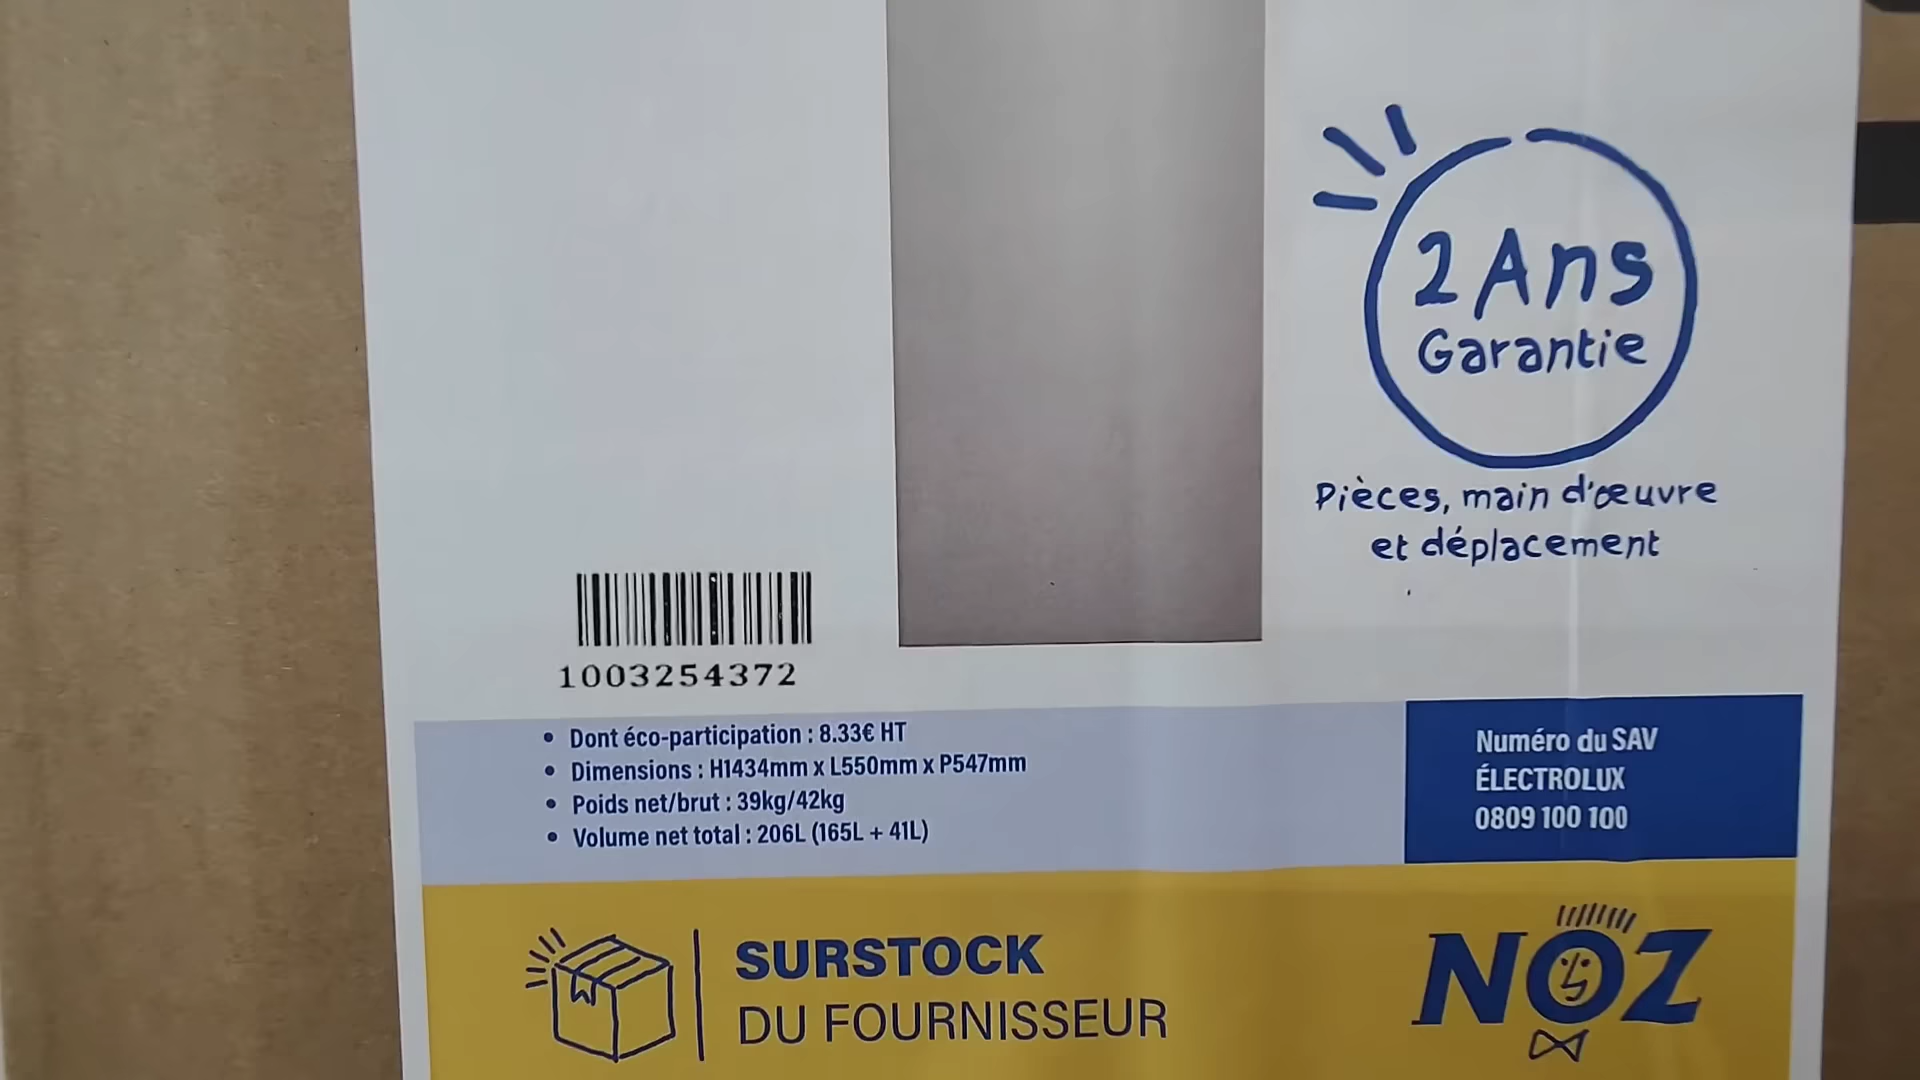 2 Ans
Garantie
Pièces, main d'œuvre
et déplacement
1003254372
• Dont éco-participation : 8.33€ HT
• Dimensions : H1434mm x L550mm x P547mm
• Poids net/brut : 39kg/42kg
• Volume net total : 206L (165L + 41L)
Numéro du SAV
ÉLECTROLUX
0809 100 100
SURSTOCK
DU FOURNISSEUR
NOZ